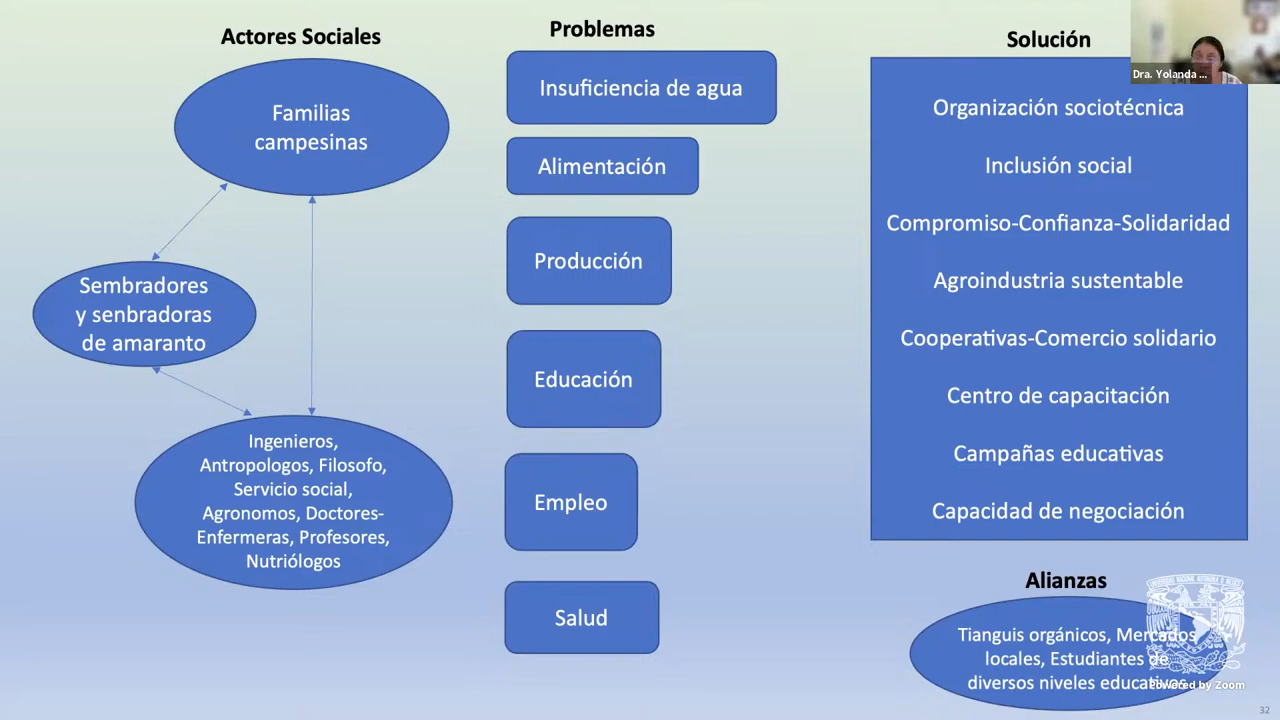 Actores Sociales
Familias
campesinas
Sembradores
y senbradoras
de amaranto
Ingenieros,
Antropologos, Filosofo,
Servicio social,
Agronomos, Doctores-
Enfermeras, Profesores,
Nutriólogos
Problemas
Insuficiencia de agua
Alimentación
Producción
Educación
Empleo
Salud
Solución
Organización sociotécnica
Inclusión social
Compromiso-Confianza-Solidaridad
Agroindustria sustentable
Cooperativas-Comercio solidario
Centro de capacitación
Campañas educativas
Capacidad de negociación
Alianzas
Tianguis orgánicos, Mercados
locales, Estudiantes de
diversos niveles educativos
Dra. Yolanda ...
Powered by Zoom
32